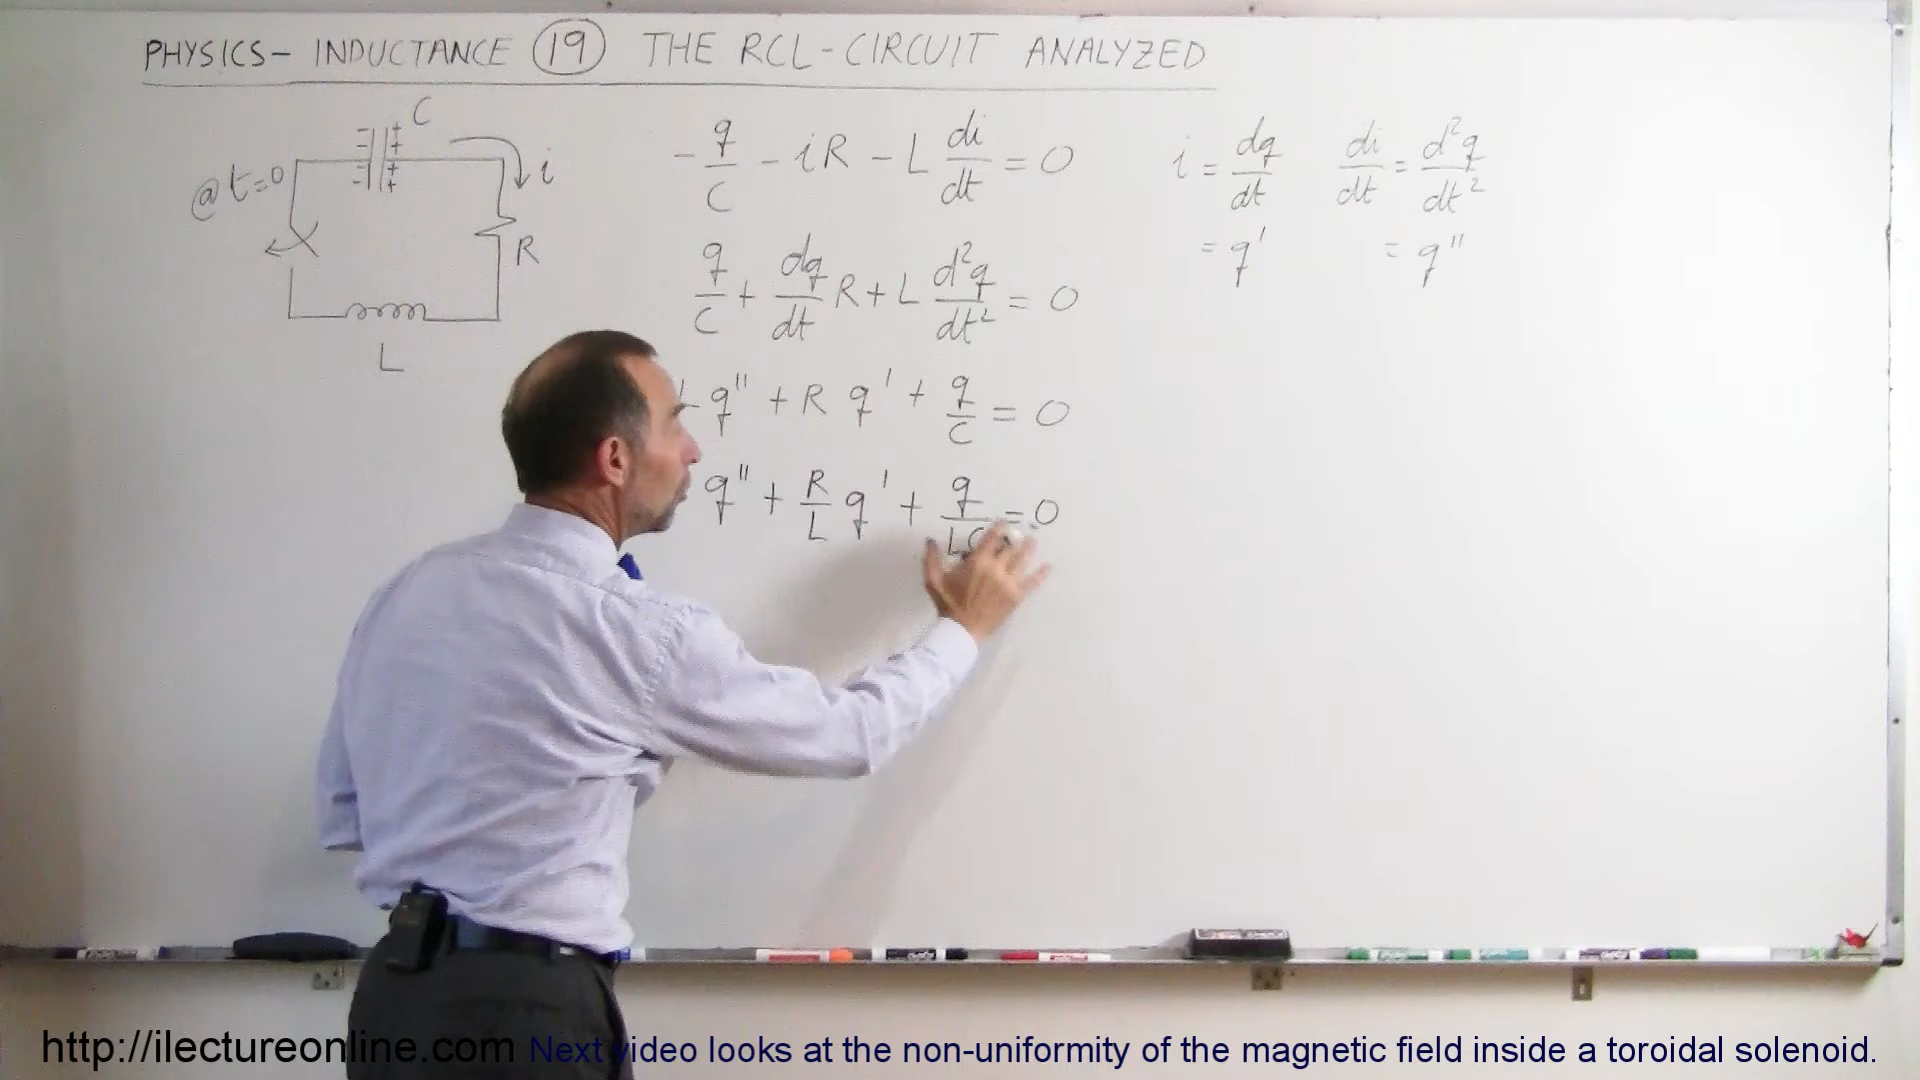 PHYSICS- INDUCTANCE 19 THE RCL-CIRCUIT ANALYZED
C
@ t=0
i
R
L
-q/C - iR - L di/dt = 0
q/C + dq/dt R + L d²q/dt² = 0
L q'' + R q' + q/C = 0
q'' + R/L q' + q/LC = 0
i = dq/dt
= q'
di/dt = d²q/dt²
= q''
http://ilectureonline.com Next video looks at the non-uniformity of the magnetic field inside a toroidal solenoid.